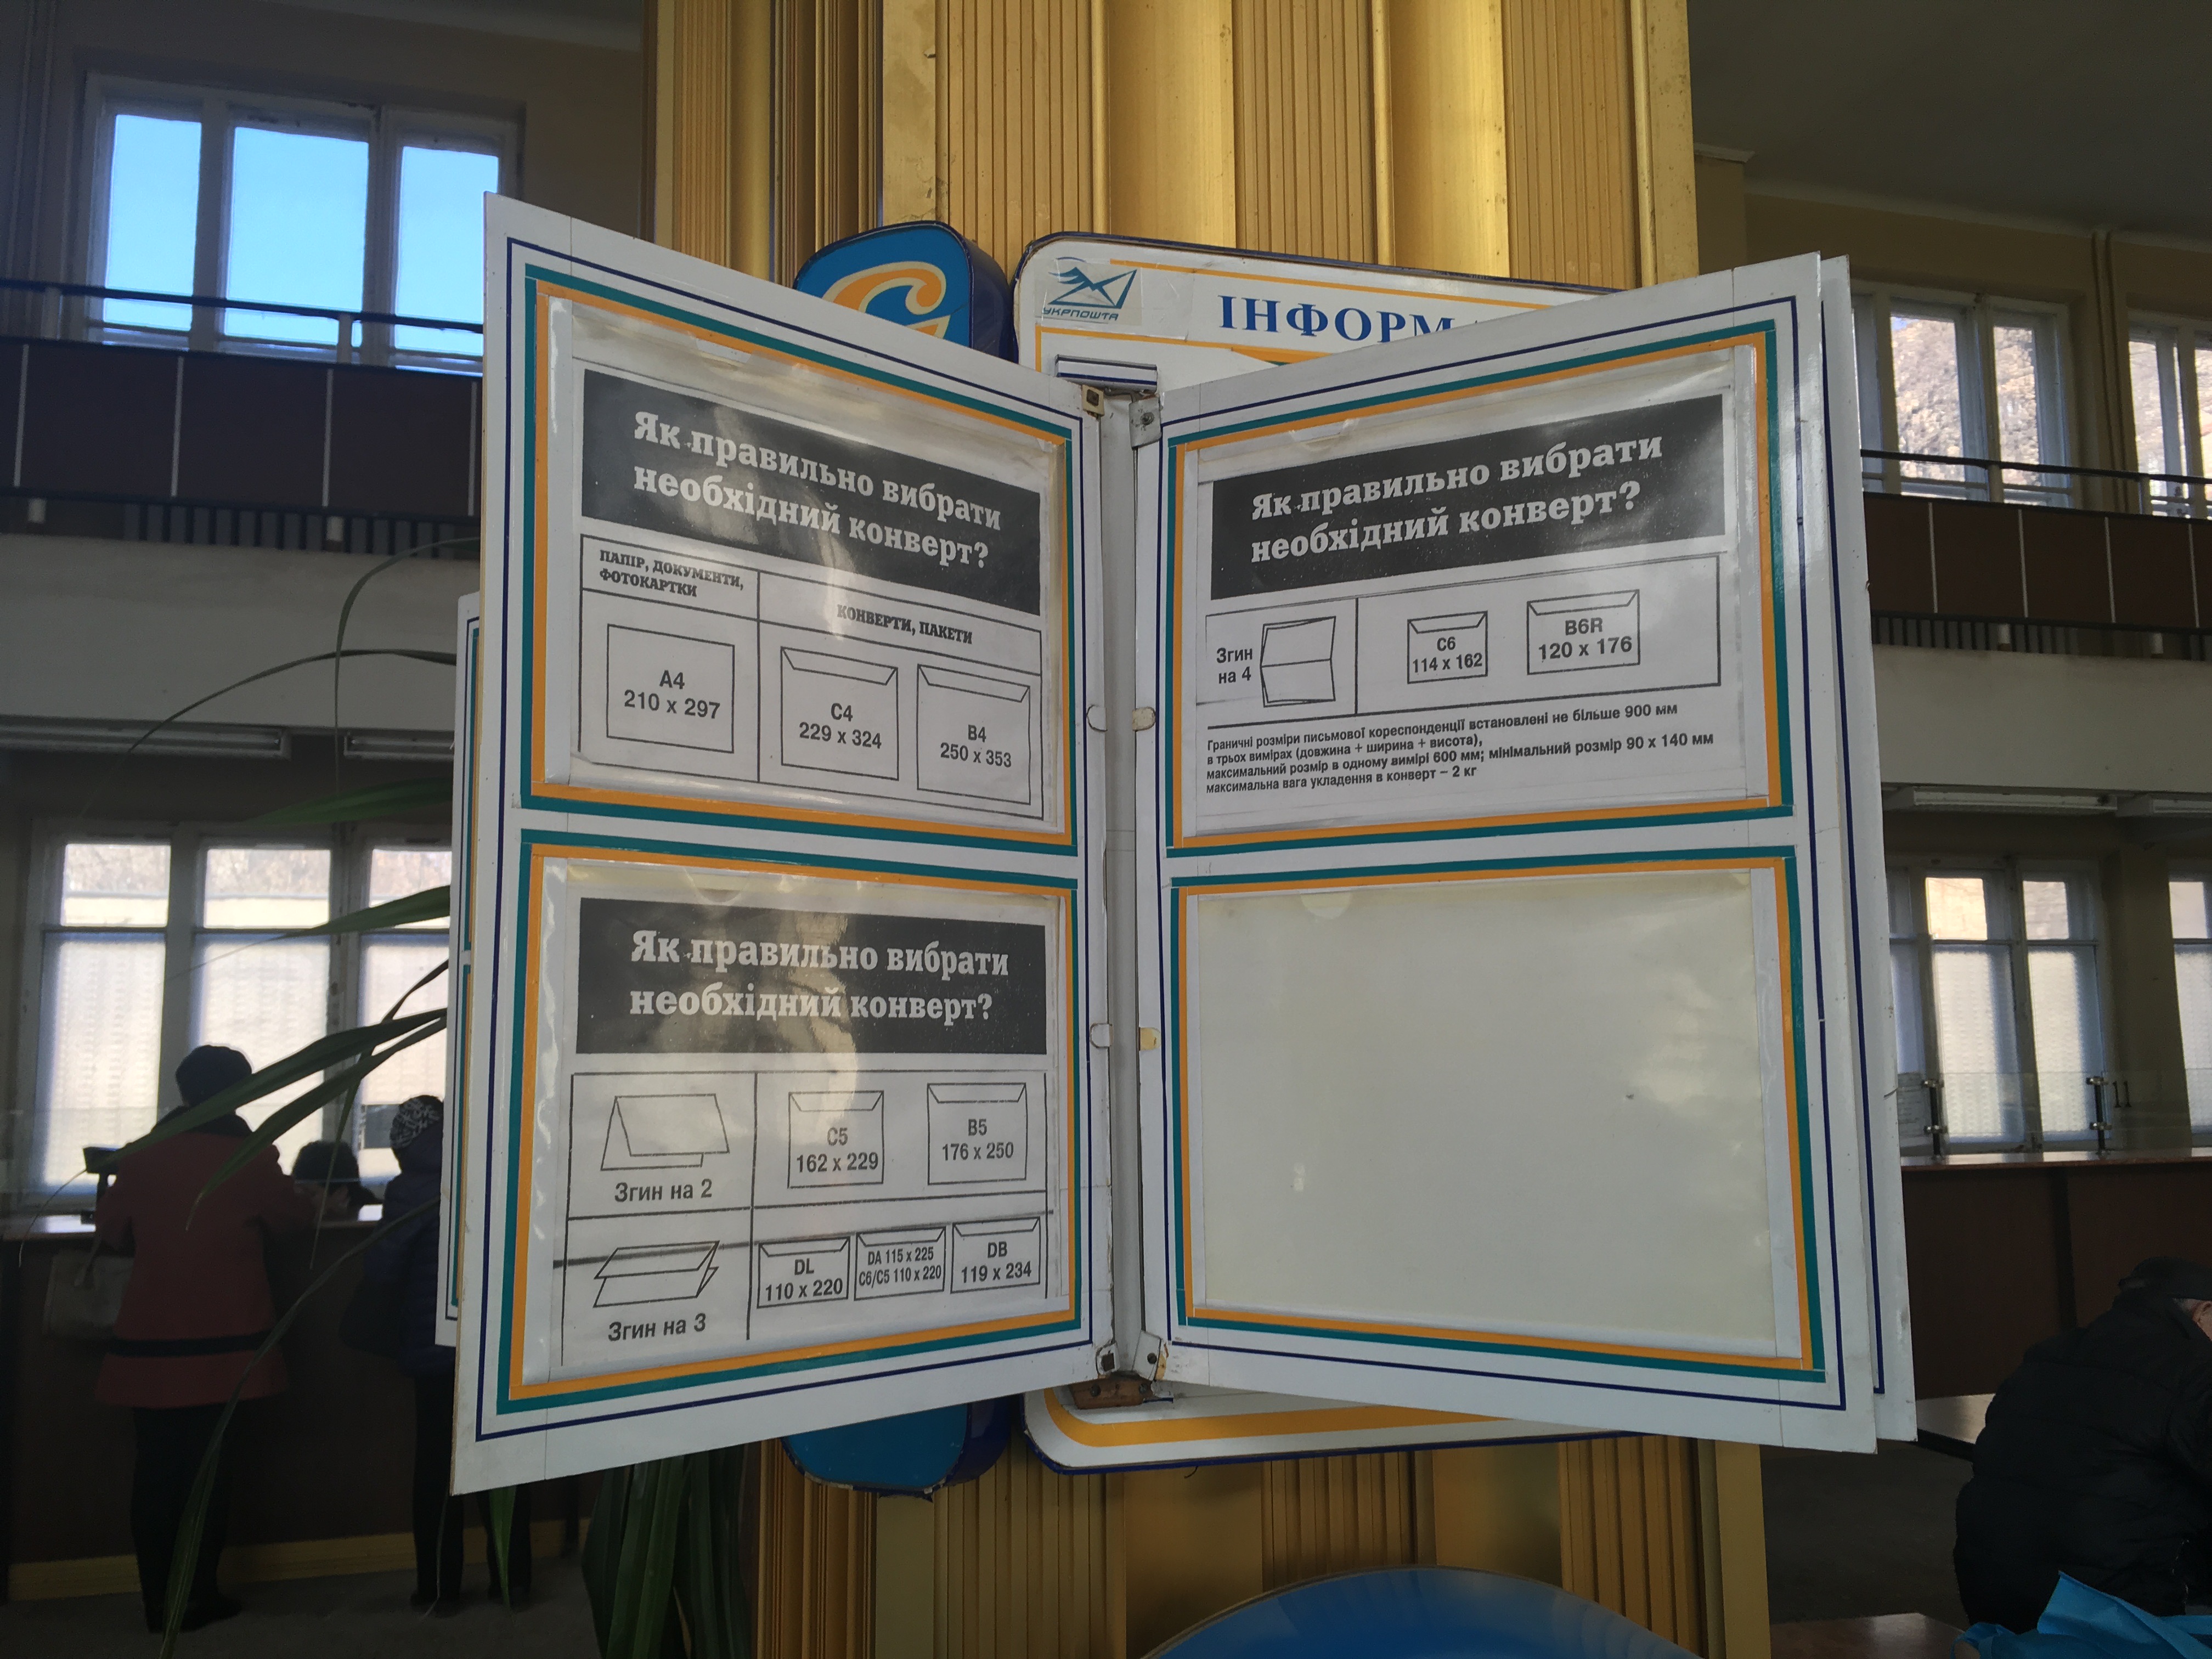 УКРПОШТА
ІНФОРМ
Як правильно вибрати
необхідний конверт?
ПАПІР, ДОКУМЕНТИ,
ФОТОКАРТКИ
КОНВЕРТИ, ПАКЕТИ
A4
210 x 297
C4
229 x 324
B4
250 x 353
Як правильно вибрати
необхідний конверт?
Згин на 2
C5
162 x 229
B5
176 x 250
Згин на 3
DL
110 x 220
DA 115 x 225
C6/C5 110 x 220
DB
119 x 234
Як правильно вибрати
необхідний конверт?
Згин
на 4
C6
114 x 162
B6R
120 x 176
Граничні розміри письмової кореспонденції встановлені не більше 900 мм
в трьох вимірах (довжина + ширина + висота),
максимальний розмір в одному вимірі 600 мм; мінімальний розмір 90 x 140 мм
максимальна вага укладення в конверт – 2 кг
11